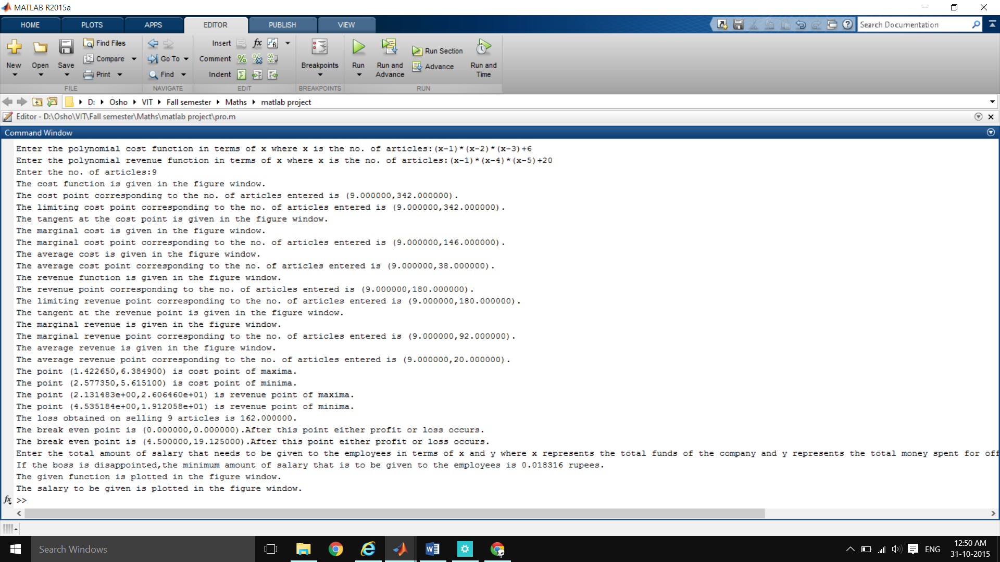 MATLAB R2015a
HOME PLOTS APPS EDITOR PUBLISH VIEW Search Documentation
New Open Save Find Files Compare Print
Go To Find
Insert Comment Indent
Breakpoints
Run Run and Advance Run Section Advance Run and Time
FILE NAVIGATE EDIT BREAKPOINTS RUN
D: Osho VIT Fall semester Maths matlab project
Editor - D:\Osho\VIT\Fall semester\Maths\matlab project\pro.m
Command Window
Enter the polynomial cost function in terms of x where x is the no. of articles:(x-1)*(x-2)*(x-3)+6
Enter the polynomial revenue function in terms of x where x is the no. of articles:(x-1)*(x-4)*(x-5)+20
Enter the no. of articles:9
The cost function is given in the figure window.
The cost point corresponding to the no. of articles entered is (9.000000,342.000000).
The limiting cost point corresponding to the no. of articles entered is (9.000000,342.000000).
The tangent at the cost point is given in the figure window.
The marginal cost is given in the figure window.
The marginal cost point corresponding to the no. of articles entered is (9.000000,146.000000).
The average cost is given in the figure window.
The average cost point corresponding to the no. of articles entered is (9.000000,38.000000).
The revenue function is given in the figure window.
The revenue point corresponding to the no. of articles entered is (9.000000,180.000000).
The limiting revenue point corresponding to the no. of articles entered is (9.000000,180.000000).
The tangent at the revenue point is given in the figure window.
The marginal revenue is given in the figure window.
The marginal revenue point corresponding to the no. of articles entered is (9.000000,92.000000).
The average revenue is given in the figure window.
The average revenue point corresponding to the no. of articles entered is (9.000000,20.000000).
The point (1.422650,6.384900) is cost point of maxima.
The point (2.577350,5.615100) is cost point of minima.
The point (2.131483e+00,2.606460e+01) is revenue point of maxima.
The point (4.535184e+00,1.912058e+01) is revenue point of minima.
The loss obtained on selling 9 articles is 162.000000.
The break even point is (0.000000,0.000000).After this point either profit or loss occurs.
The break even point is (4.500000,19.125000).After this point either profit or loss occurs.
Enter the total amount of salary that needs to be given to the employees in terms of x and y where x represents the total funds of the company and y represents the total money spent for off
If the boss is disappointed,the minimum amount of salary that is to be given to the employees is 0.018316 rupees.
The given function is plotted in the figure window.
The salary to be given is plotted in the figure window.
fx >>
Search Windows
ENG
12:50 AM
31-10-2015